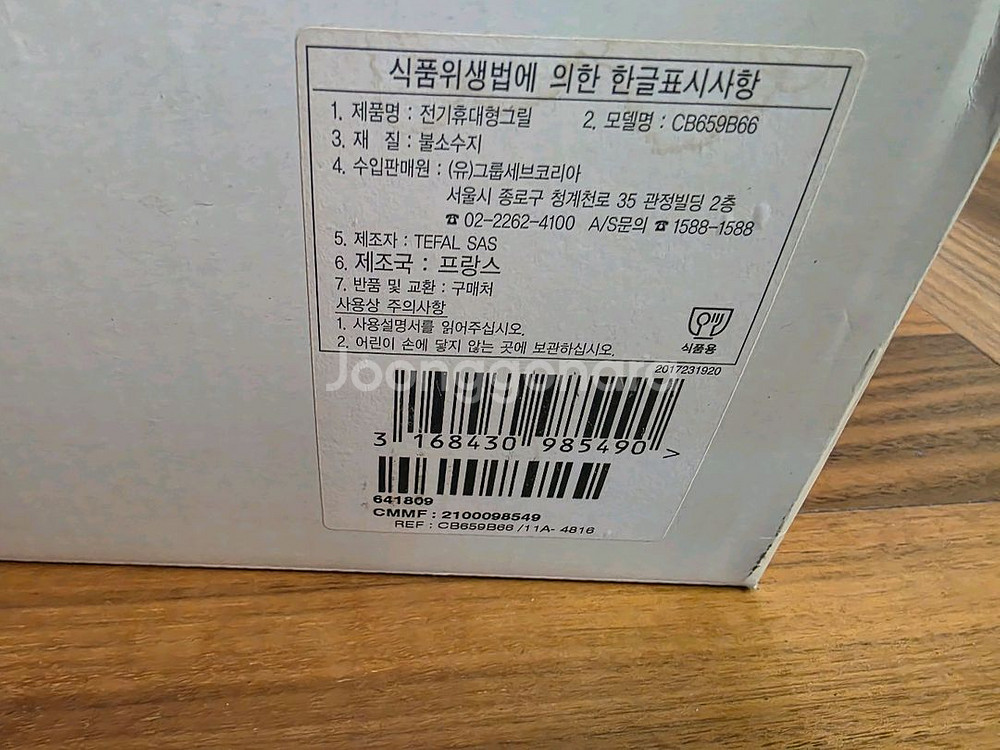 식품위생법에 의한 한글표시사항
1. 제품명 : 전기휴대형그릴 2. 모델명 : CB659B66
3. 재 질 : 불소수지
4. 수입판매원 : (유)그룹세브코리아
서울시 종로구 청계천로 35 관정빌딩 2층
☎ 02-2262-4100 A/S문의 ☎ 1588-1588
5. 제조자 : TEFAL SAS
6. 제조국 : 프랑스
7. 반품 및 교환 : 구매처
사용상 주의사항
1. 사용설명서를 읽어주십시오.
2. 어린이 손에 닿지 않는 곳에 보관하십시오.
식품용
Joonggonara
2017231920
3 168430 985490 >
641809
CMMF : 2100098549
REF : CB659B66 /11A- 4816